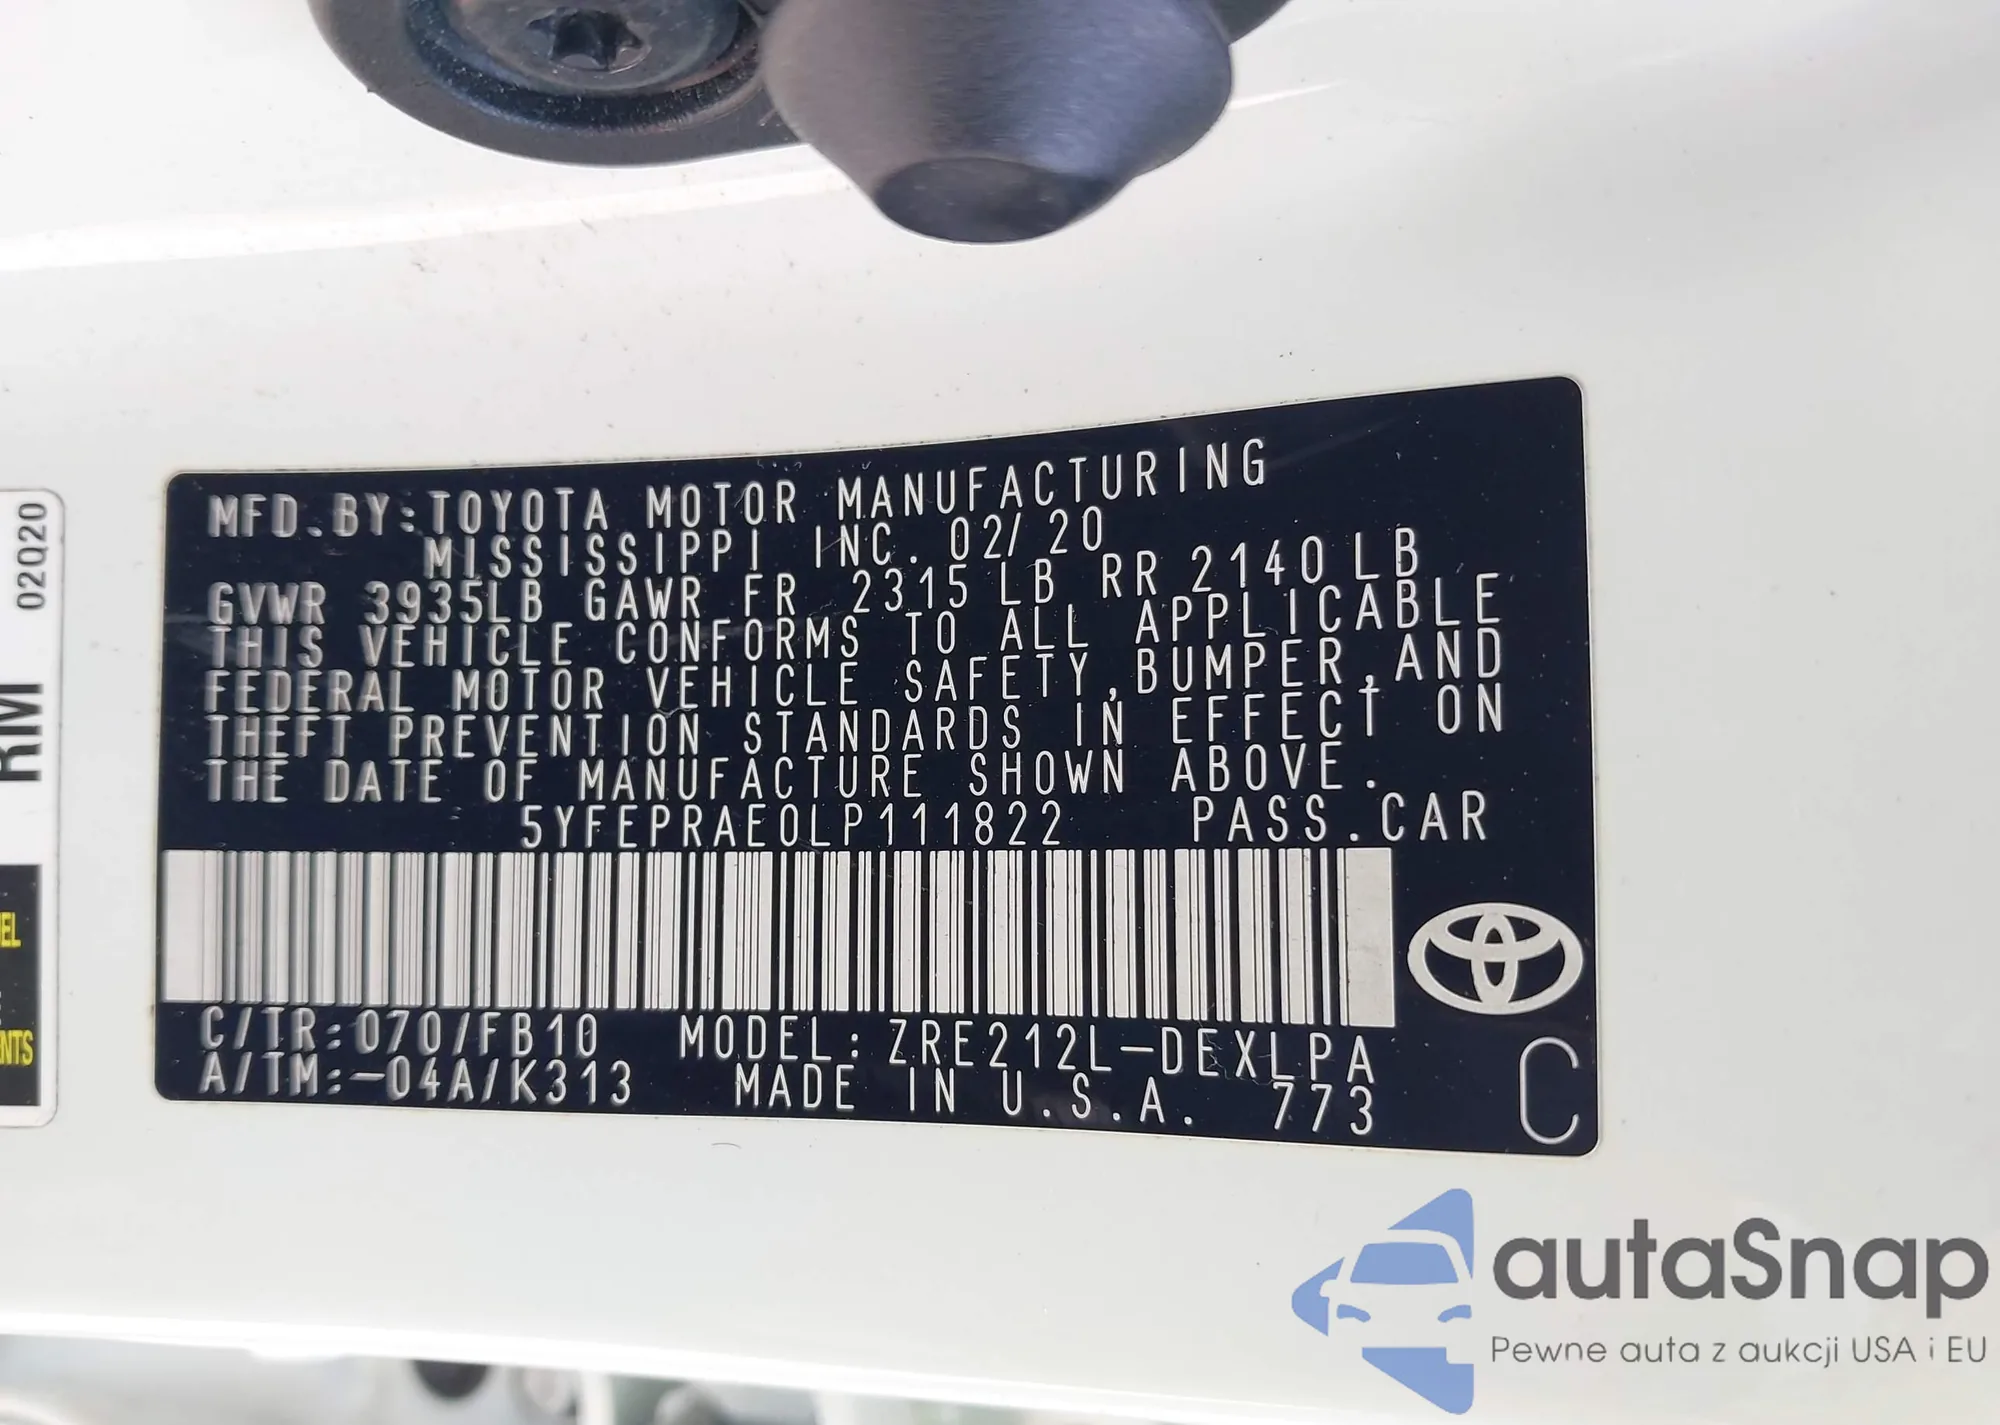 MFD.BY:TOYOTA MOTOR MANUFACTURING
MISSISSIPPI INC. 02/20
GVWR 3935LB GAWR FR 2315 LB RR 2140LB
THIS VEHICLE CONFORMS TO ALL APPLICABLE
FEDERAL MOTOR VEHICLE SAFETY,BUMPER,AND
THEFT PREVENTION STANDARDS IN EFFECT ON
THE DATE OF MANUFACTURE SHOWN ABOVE.
5YFEPRAE0LP111822 PASS.CAR
C/TR:070/FB10 MODEL:ZRE212L-DEXLPA
A/TM:-04A/K313 MADE IN U.S.A. 773
C
02Q20
RM
autaSnap
Pewne auta z aukcji USA i EU